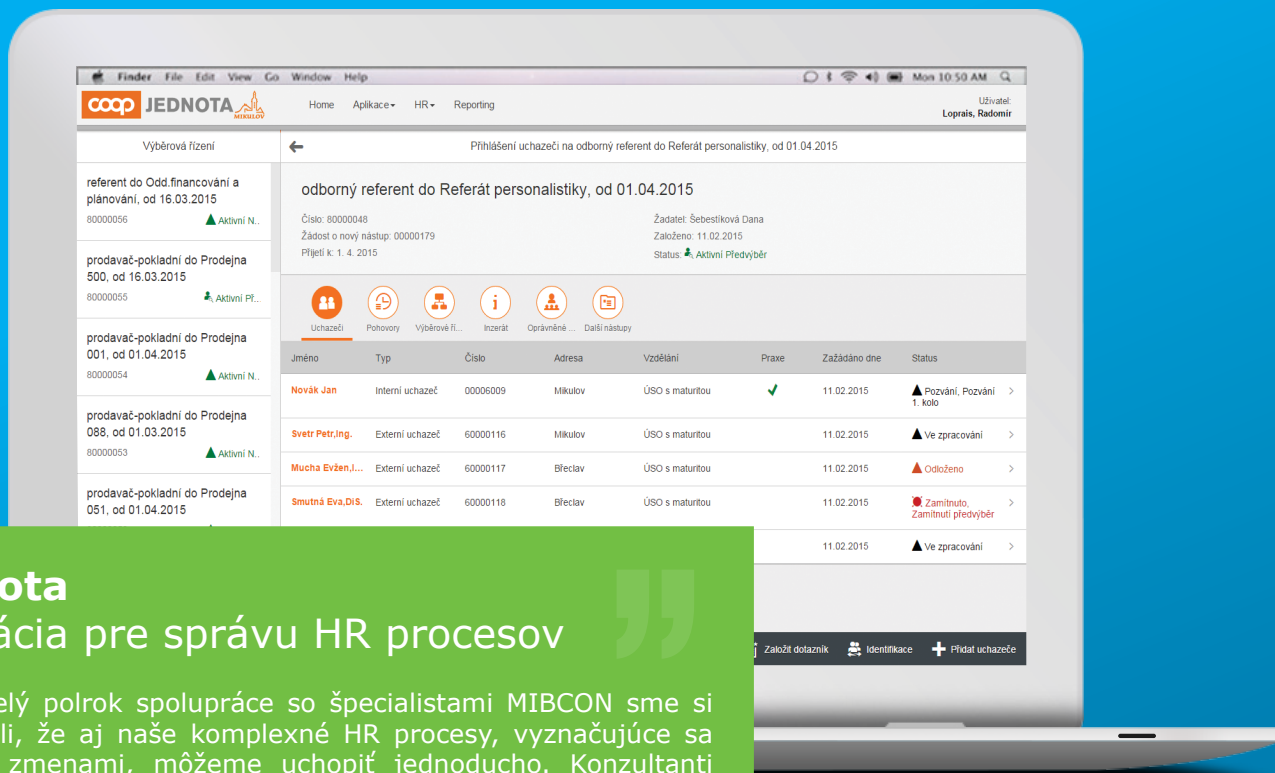 Finder File Edit View Go Window Help Mon 10:50 AM
coop JEDNOTA MIKULOV
Home Aplikace HR Reporting
Uživatel:
Loprais, Radomír
Výběrová řízení
Přihlášení uchazeči na odborný referent do Referát personalistiky, od 01.04.2015
referent do Odd.financování a
plánování, od 16.03.2015
80000056 Aktivní N..
prodavač-pokladní do Prodejna
500, od 16.03.2015
80000055 Aktivní Př..
prodavač-pokladní do Prodejna
001, od 01.04.2015
80000054 Aktivní N..
prodavač-pokladní do Prodejna
088, od 01.03.2015
80000053 Aktivní N..
prodavač-pokladní do Prodejna
051, od 01.04.2015
odborný referent do Referát personalistiky, od 01.04.2015
Číslo: 80000048
Žádost o nový nástup: 00000179
Přijetí k: 1. 4. 2015
Žadatel: Šebestíková Dana
Založeno: 11.02.2015
Status: Aktivní Předvýběr
Uchazeči Pohovory Výběrové ří... Inzerát Oprávněné ... Další nástupy
Jméno Typ Číslo Adresa Vzdělání Praxe Zažádáno dne Status
Novák Jan Interní uchazeč 00006009 Mikulov ÚSO s maturitou 11.02.2015 Pozvání, Pozvání
1. kolo
Svetr Petr,Ing. Externí uchazeč 60000116 Mikulov ÚSO s maturitou 11.02.2015 Ve zpracování
Mucha Evžen,I... Externí uchazeč 60000117 Břeclav ÚSO s maturitou 11.02.2015 Odloženo
Smutná Eva,DiS. Externí uchazeč 60000118 Břeclav ÚSO s maturitou 11.02.2015 Zamítnuto,
Zamítnutí předvýběr
11.02.2015 Ve zpracování
Založit dotazník Identifikace Přidat uchazeče
ota
ácia pre správu HR procesov
elý polrok spolupráce so špecialistami MIBCON sme si
li, že aj naše komplexné HR procesy, vyznačujúce sa
zmenami, môžeme uchopiť jednoducho. Konzultanti